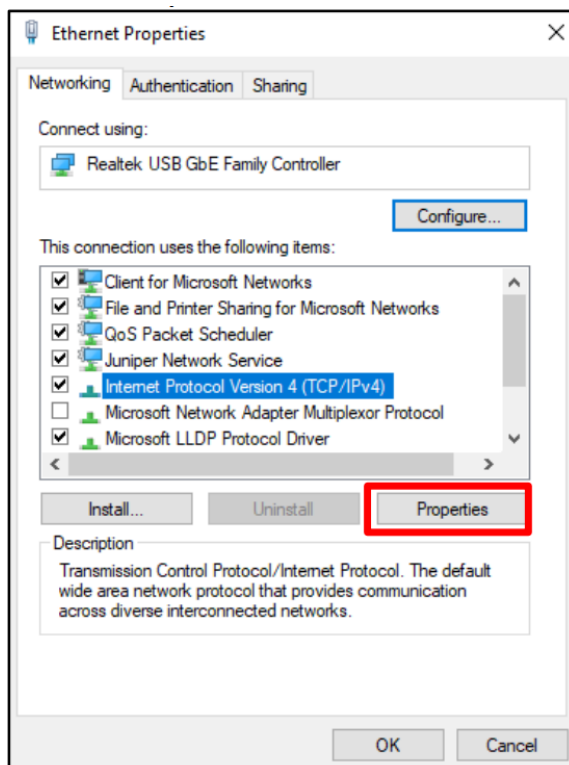 Ethernet Properties
Networking Authentication Sharing
Connect using:
Realtek USB GbE Family Controller
Configure...
This connection uses the following items:
Client for Microsoft Networks
File and Printer Sharing for Microsoft Networks
QoS Packet Scheduler
Juniper Network Service
Internet Protocol Version 4 (TCP/IPv4)
Microsoft Network Adapter Multiplexor Protocol
Microsoft LLDP Protocol Driver
Install... Uninstall Properties
Description
Transmission Control Protocol/Internet Protocol. The default
wide area network protocol that provides communication
across diverse interconnected networks.
OK Cancel